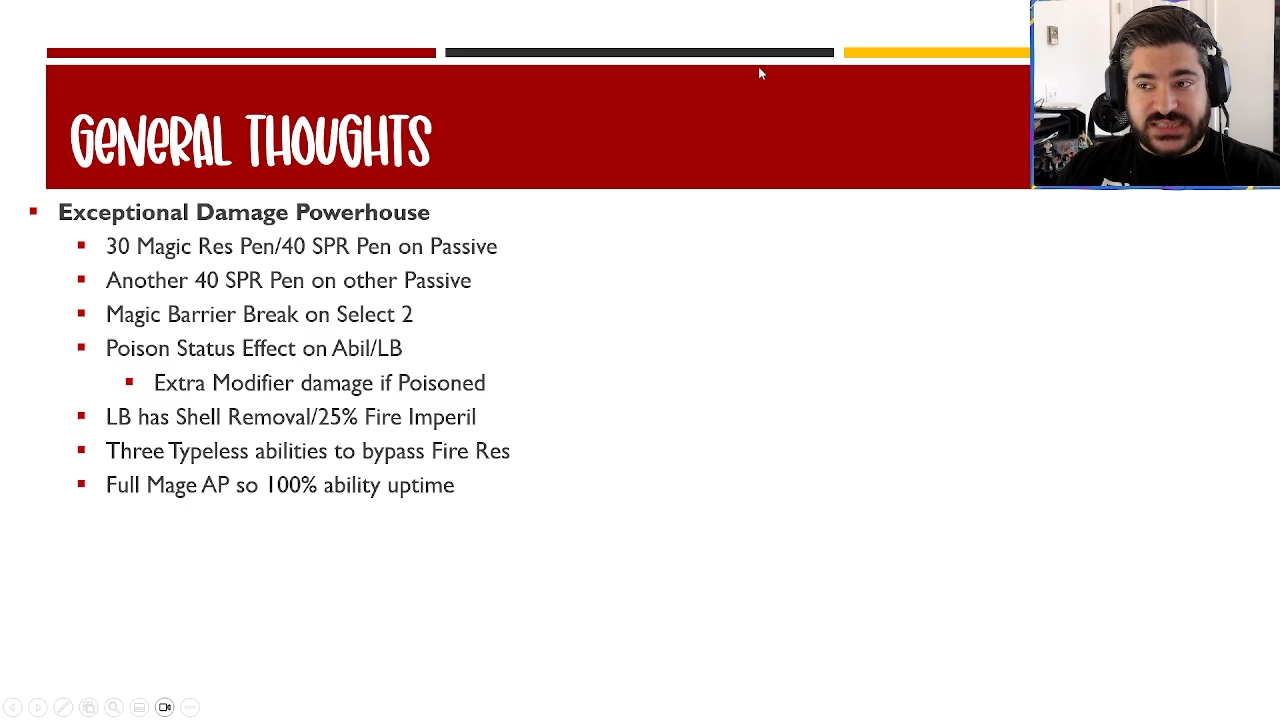 GENERAL THOUGHTS
Exceptional Damage Powerhouse
30 Magic Res Pen/40 SPR Pen on Passive
Another 40 SPR Pen on other Passive
Magic Barrier Break on Select 2
Poison Status Effect on Abil/LB
Extra Modifier damage if Poisoned
LB has Shell Removal/25% Fire Imperil
Three Typeless abilities to bypass Fire Res
Full Mage AP so 100% ability uptime